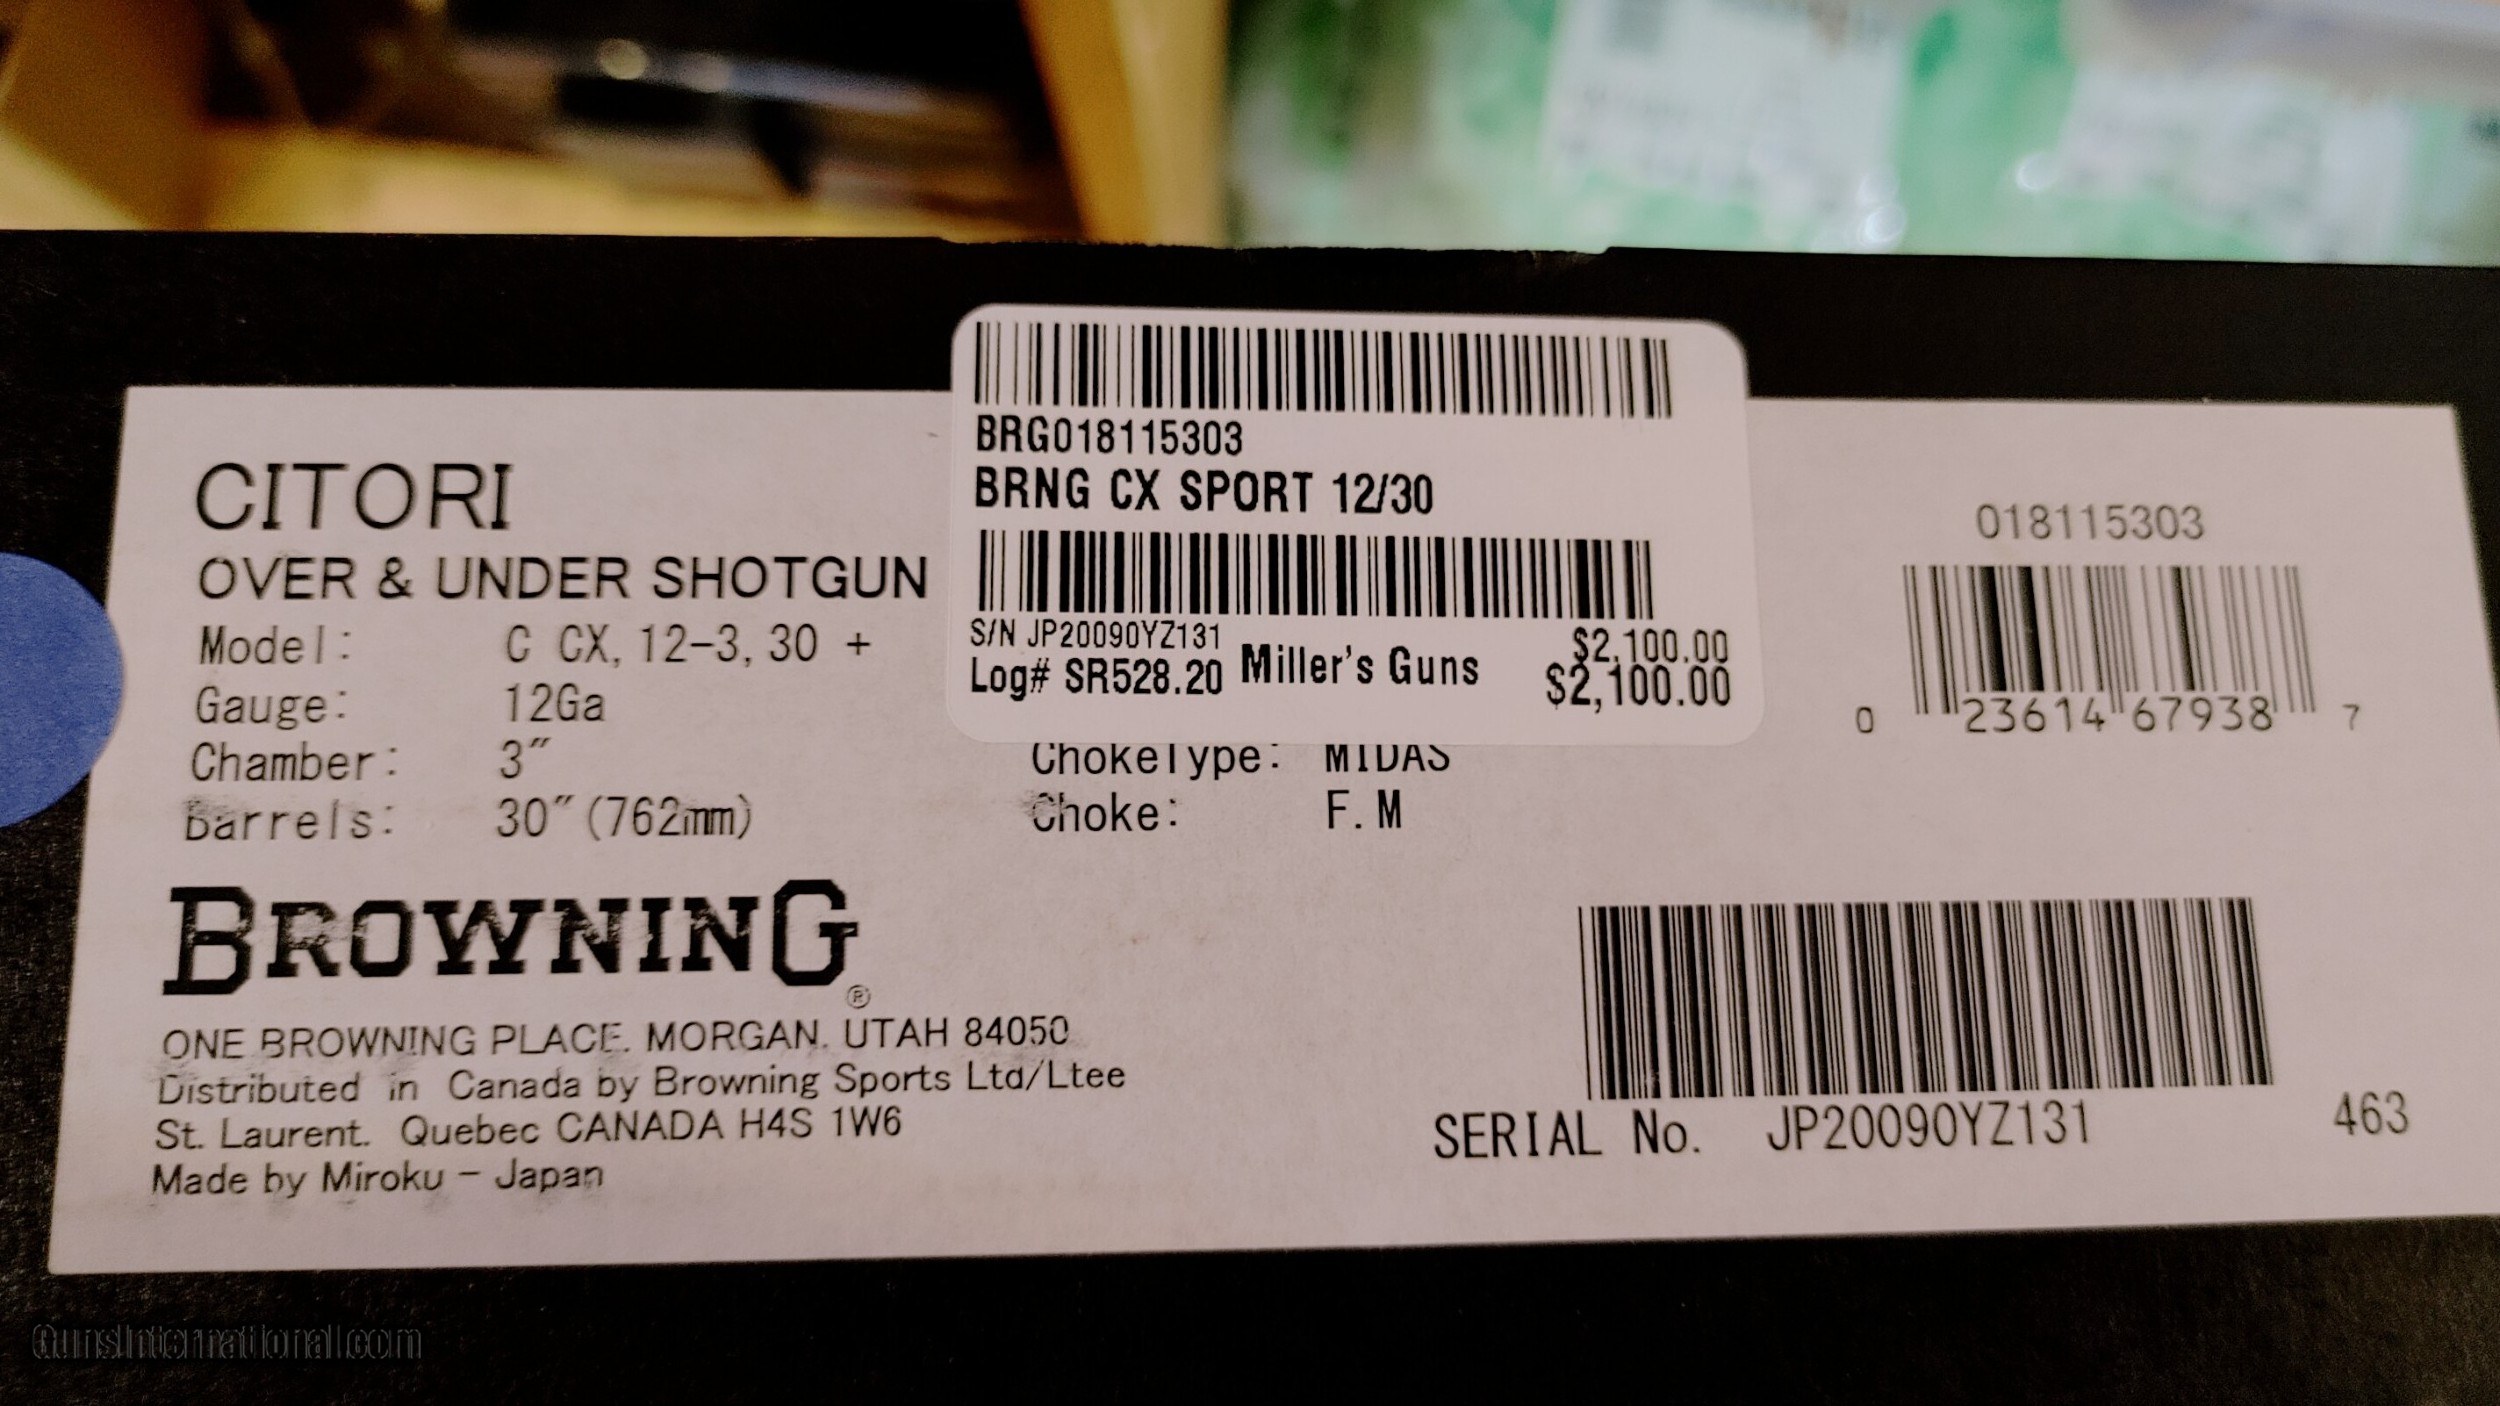 CITORI
OVER & UNDER SHOTGUN
Model: C CX, 12-3, 30 +
Gauge: 12Ga
Chamber: 3"
Barrels: 30" (762mm)
BRG018115303
BRNG CX SPORT 12/30
S/N JP20090YZ131
$2,100.00
Log# SR528.20 Miller's Guns $2,100.00
ChokeType: MIDAS
Choke: F. M
018115303
0 23614 67938 7
BROWNING®
ONE BROWNING PLACE. MORGAN. UTAH 84050
Distributed in Canada by Browning Sports Ltd/Ltee
St. Laurent. Quebec CANADA H4S 1W6
Made by Miroku - Japan
SERIAL No. JP20090YZ131 463
GunsInternational.com